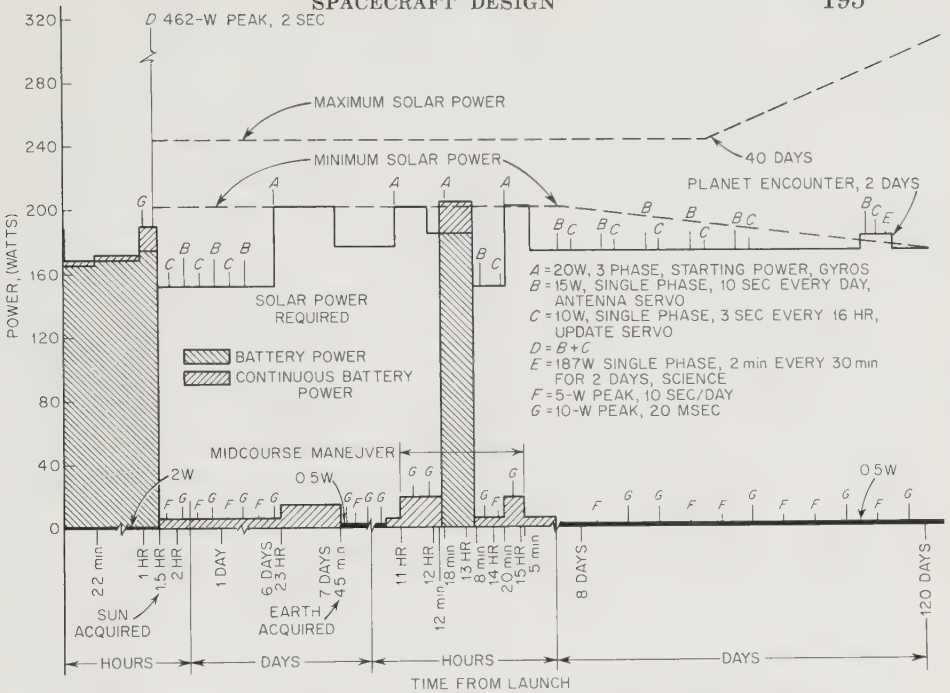 SPACECRAFT DESIGN 195
320
D 462-W PEAK, 2 SEC
280
MAXIMUM SOLAR POWER
240
40 DAYS
MINIMUM SOLAR POWER
PLANET ENCOUNTER, 2 DAYS
A A A A
B
C
E
G
200
B B B B BC
C C C C
B B B B
C C C
B
C
160
SOLAR POWER
REQUIRED
120
BATTERY POWER
CONTINUOUS BATTERY
POWER
80
A = 20W, 3 PHASE, STARTING POWER, GYROS
B = 15W, SINGLE PHASE, 10 SEC EVERY DAY,
ANTENNA SERVO
C = 10W, SINGLE PHASE, 3 SEC EVERY 16 HR,
UPDATE SERVO
D = B + C
E = 187W SINGLE PHASE, 2 min EVERY 30 min
FOR 2 DAYS, SCIENCE
F = 5-W PEAK, 10 SEC/DAY
G = 10-W PEAK, 20 MSEC
POWER, (WATTS)
MIDCOURSE MANEUVER
40
2W
0 5W
0 5W
F G F G F G F G
G F G G
G G
G F
G
F G G F G F F G F G
0
22 min
1 HR
1.5 HR
2 HR
1 DAY
6 DAYS
23 HR
7 DAYS
45 min
11 HR
12 HR
12 min
18 min
13 HR
8 min
14 HR
20 min
15 HR
5 min
8 DAYS
120 DAYS
SUN
ACQUIRED
EARTH
ACQUIRED
HOURS
DAYS
HOURS
DAYS
TIME FROM LAUNCH